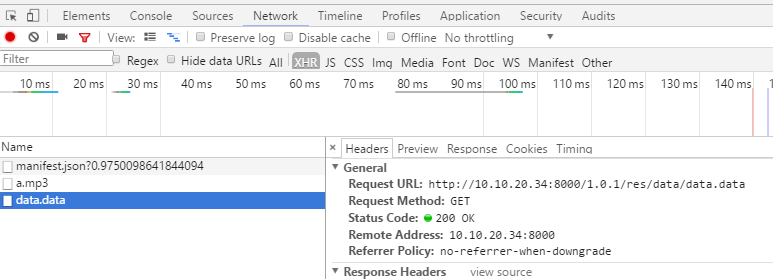 Elements Console Sources Network Timeline Profiles Application Security Audits
View: Preserve log Disable cache Offline No throttling
Filter Regex Hide data URLs All XHR JS CSS Img Media Font Doc WS Manifest Other
10 ms 20 ms 30 ms 40 ms 50 ms 60 ms 70 ms 80 ms 90 ms 100 ms 110 ms 120 ms 130 ms 140 ms 1
Name × Headers Preview Response Cookies Timing
manifest.json?0.9750098641844094
a.mp3
data.data
▼ General
Request URL: http://10.10.20.34:8000/1.0.1/res/data/data.data
Request Method: GET
Status Code: 200 OK
Remote Address: 10.10.20.34:8000
Referrer Policy: no-referrer-when-downgrade
▼ Response Headers view source